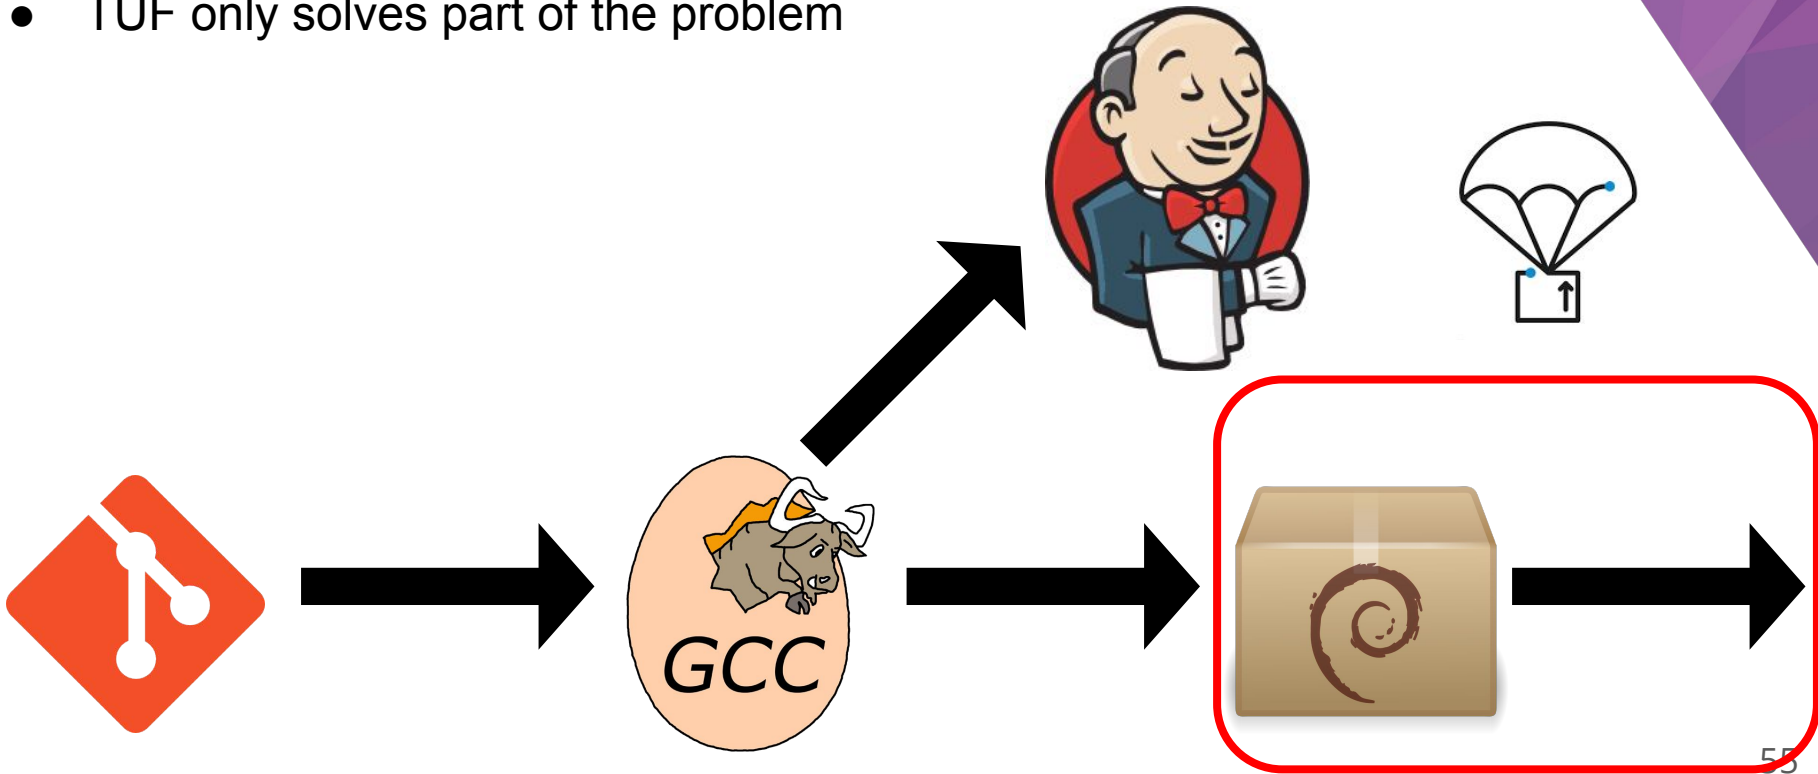 ● TUF only solves part of the problem
GCC
55